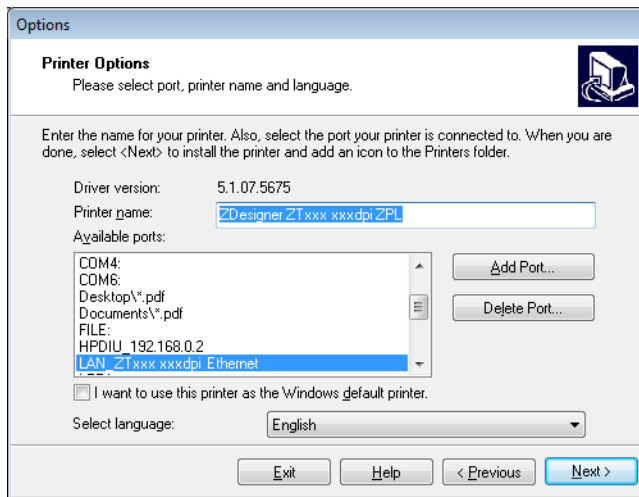 Options
Printer Options
Please select port, printer name and language.
Enter the name for your printer. Also, select the port your printer is connected to. When you are
done, select <Next> to install the printer and add an icon to the Printers folder.
Driver version: 5.1.07.5675
Printer name: ZDesigner ZTxxx xxxdpi ZPL
Available ports:
COM4:
COM6:
Desktop\*.pdf
Documents\*.pdf
FILE:
HPDIU_192.168.0.2
LAN_ZTxxx xxxdpi Ethernet
Add Port...
Delete Port...
I want to use this printer as the Windows default printer.
Select language: English
Exit Help < Previous Next >